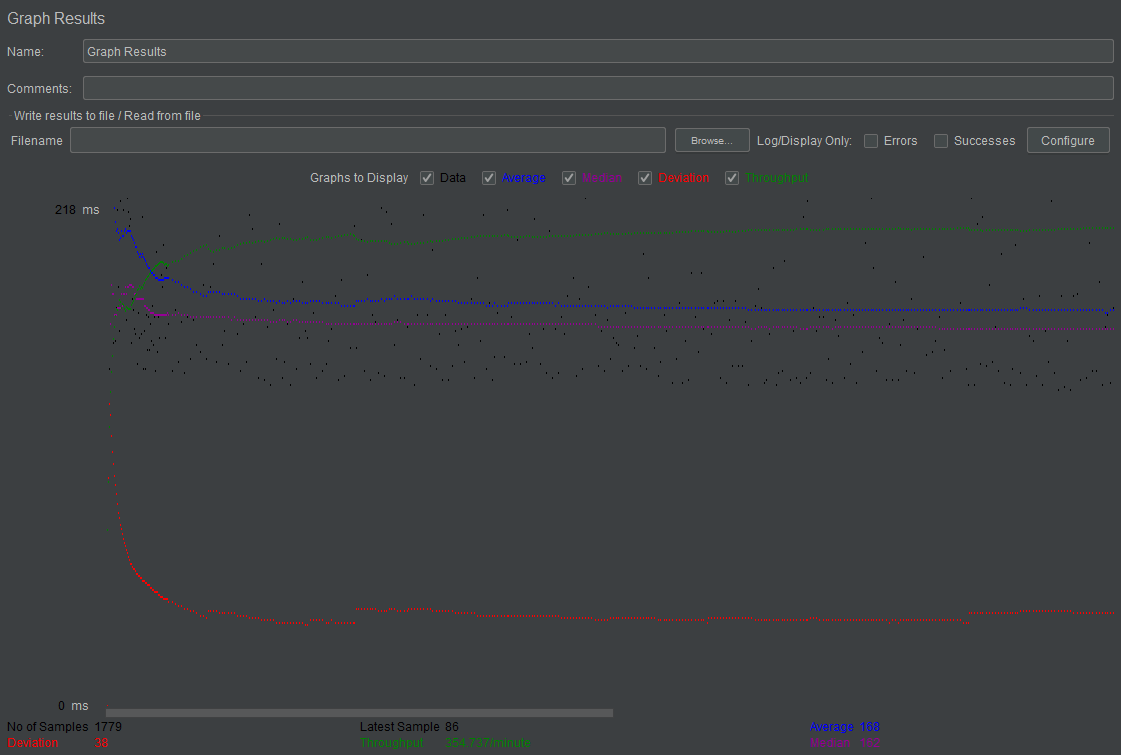 Graph Results
Name: Graph Results
Comments:
Write results to file / Read from file
Filename Browse... Log/Display Only: Errors Successes Configure
Graphs to Display Data Average Median Deviation Throughput
218 ms
0 ms
No of Samples 1779 Latest Sample 86 Average 168
Deviation 38 Throughput 354.737/minute Median